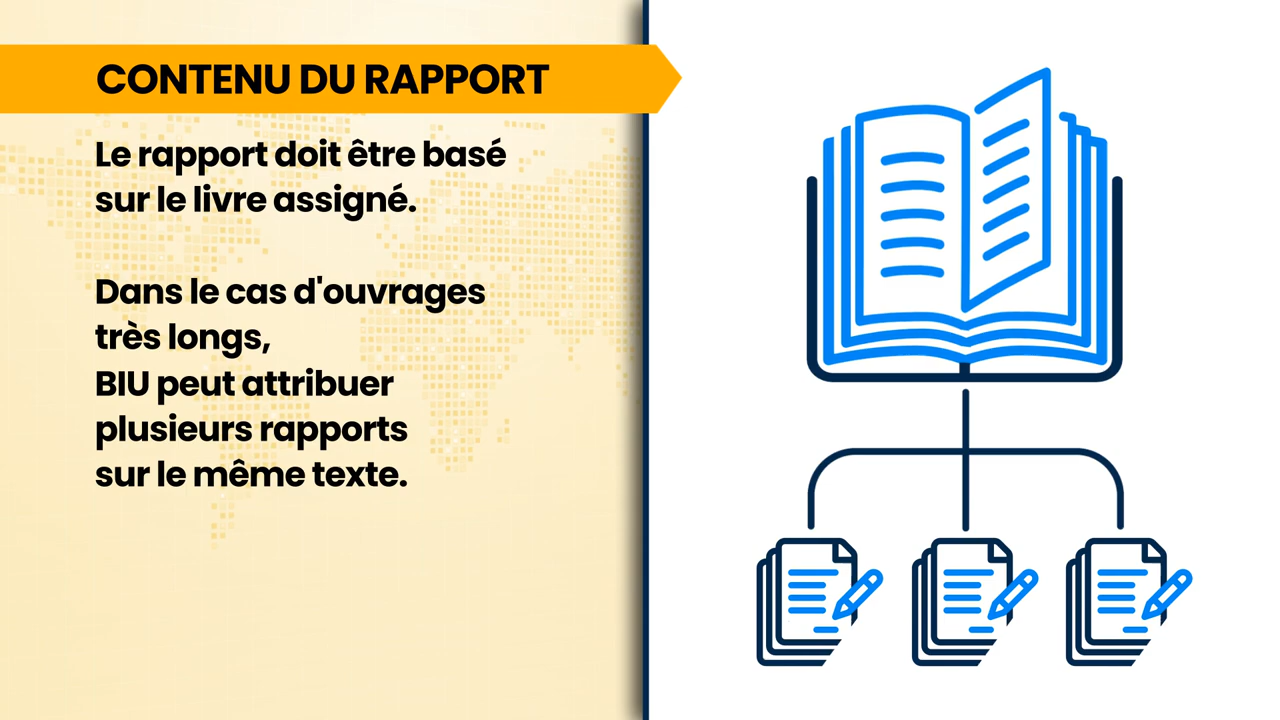 CONTENU DU RAPPORT
Le rapport doit être basé
sur le livre assigné.
Dans le cas d'ouvrages
très longs,
BIU peut attribuer
plusieurs rapports
sur le même texte.